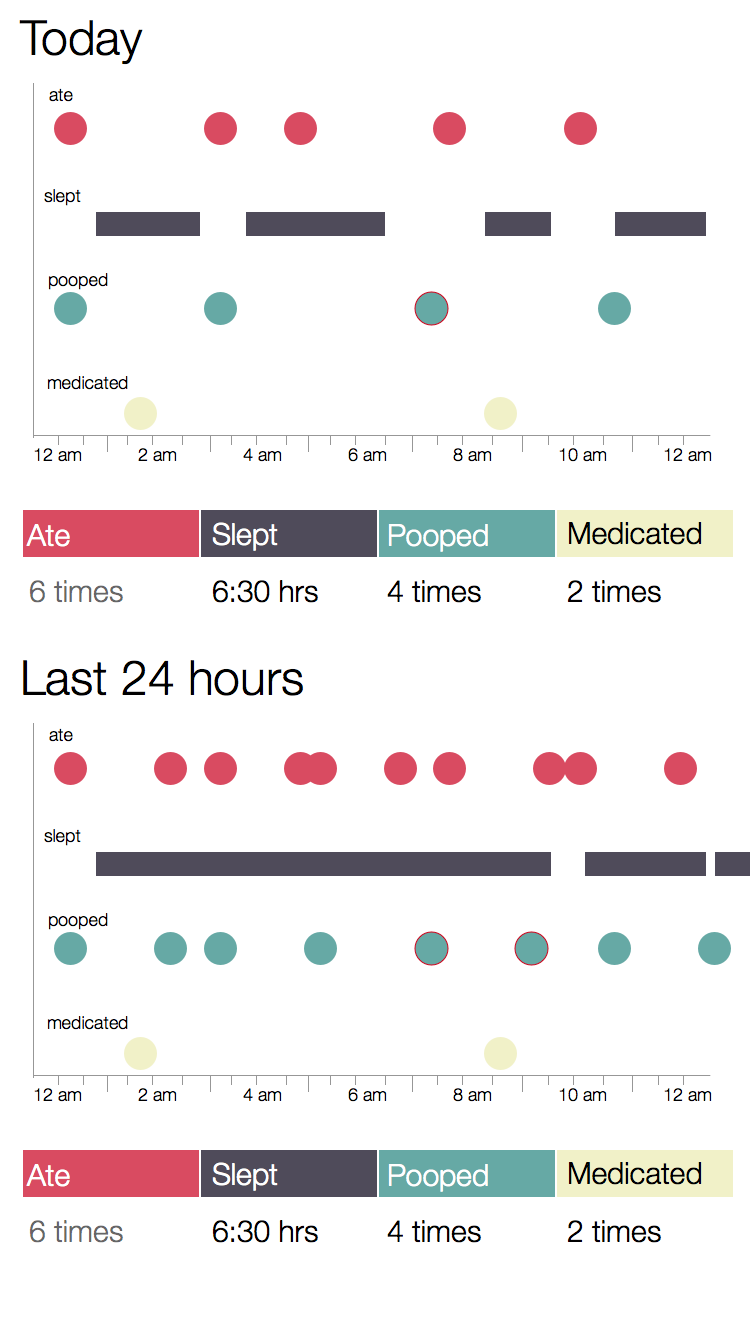 Today
ate
slept
pooped
medicated
12 am 2 am 4 am 6 am 8 am 10 am 12 am
Ate Slept Pooped Medicated
6 times 6:30 hrs 4 times 2 times
Last 24 hours
ate
slept
pooped
medicated
12 am 2 am 4 am 6 am 8 am 10 am 12 am
Ate Slept Pooped Medicated
6 times 6:30 hrs 4 times 2 times